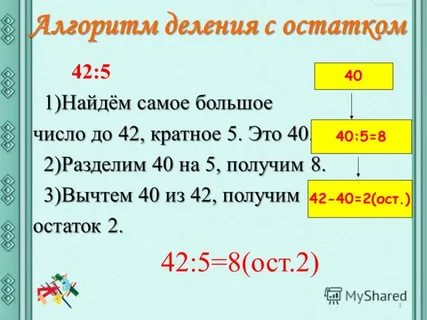 Алгоритм деления с остатком
42:5
1)Найдём самое большое
число до 42, кратное 5. Это 40.
2)Разделим 40 на 5, получим 8.
3)Вычтем 40 из 42, получим
остаток 2.
42:5=8(ост.2)
40
40:5=8
42-40=2(ост.)
MyShared
3